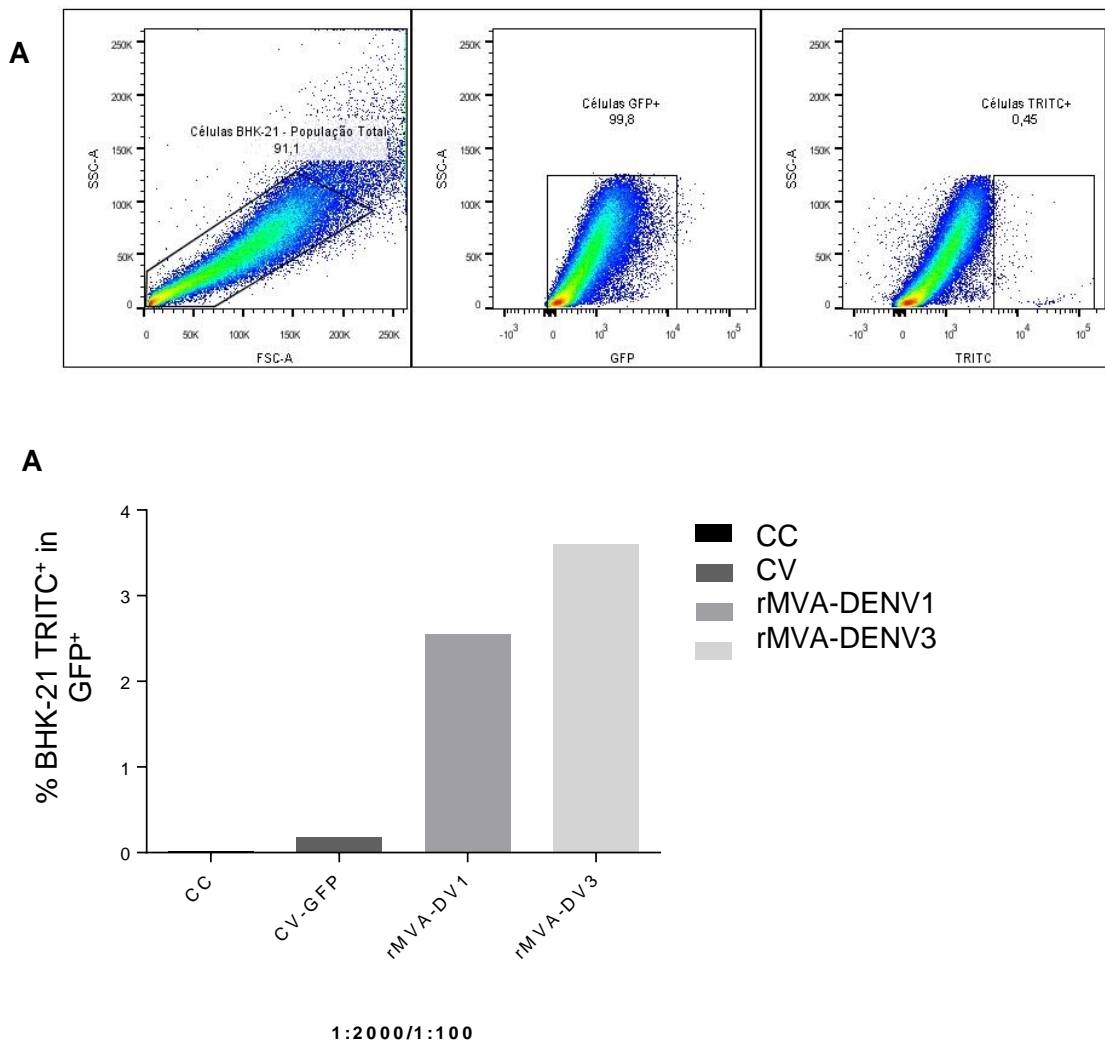 A
250K
200K
150K
100K
50K
0
SSC-A
Células BHK-21 - População Total
91,1
0 50K 100K 150K 200K 250K
FSC-A
250K
200K
150K
100K
50K
0
SSC-A
Células GFP+
99,8
-10³ 0 10³ 10⁴ 10⁵
GFP
250K
200K
150K
100K
50K
0
SSC-A
Células TRITC+
0,45
-10³ 0 10³ 10⁴ 10⁵
TRITC
A
% BHK-21 TRITC⁺ in
GFP⁺
4
3
2
1
0
CC
CV-GFP
rMVA-DV1
rMVA-DV3
CC
CV
rMVA-DENV1
rMVA-DENV3
1:2000/1:100